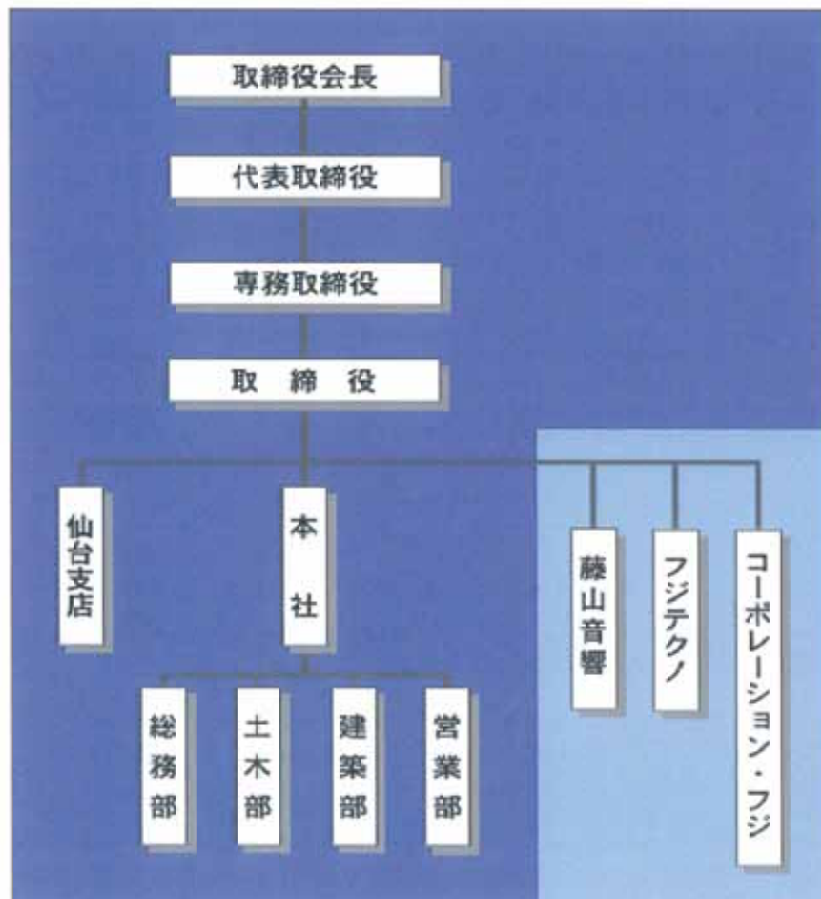 取締役会長
代表取締役
専務取締役
取締役
仙台支店
本社
藤山音響
フジテクノ
コーポレーション・フジ
総務部
土木部
建築部
営業部